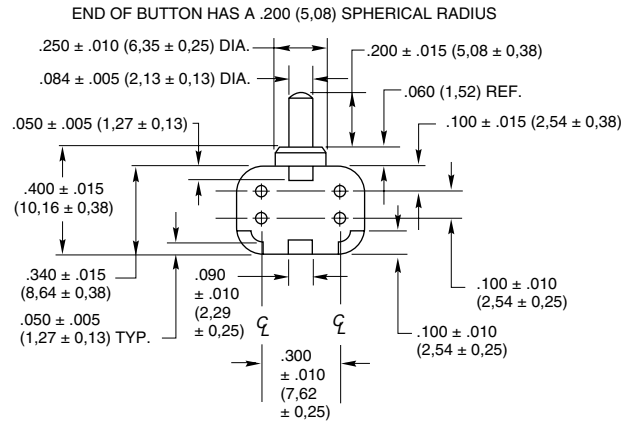 END OF BUTTON HAS A .200 (5,08) SPHERICAL RADIUS
.250 ± .010 (6,35 ± 0,25) DIA.
.200 ± .015 (5,08 ± 0,38)
.084 ± .005 (2,13 ± 0,13) DIA.
.060 (1,52) REF.
.050 ± .005 (1,27 ± 0,13)
.100 ± .015 (2,54 ± 0,38)
.400 ± .015
(10,16 ± 0,38)
.340 ± .015
(8,64 ± 0,38)
.050 ± .005
(1,27 ± 0,13) TYP.
.090
± .010
(2,29
± 0,25)
℄
℄
.300
± .010
(7,62
± 0,25)
.100 ± .010
(2,54 ± 0,25)
.100 ± .010
(2,54 ± 0,25)